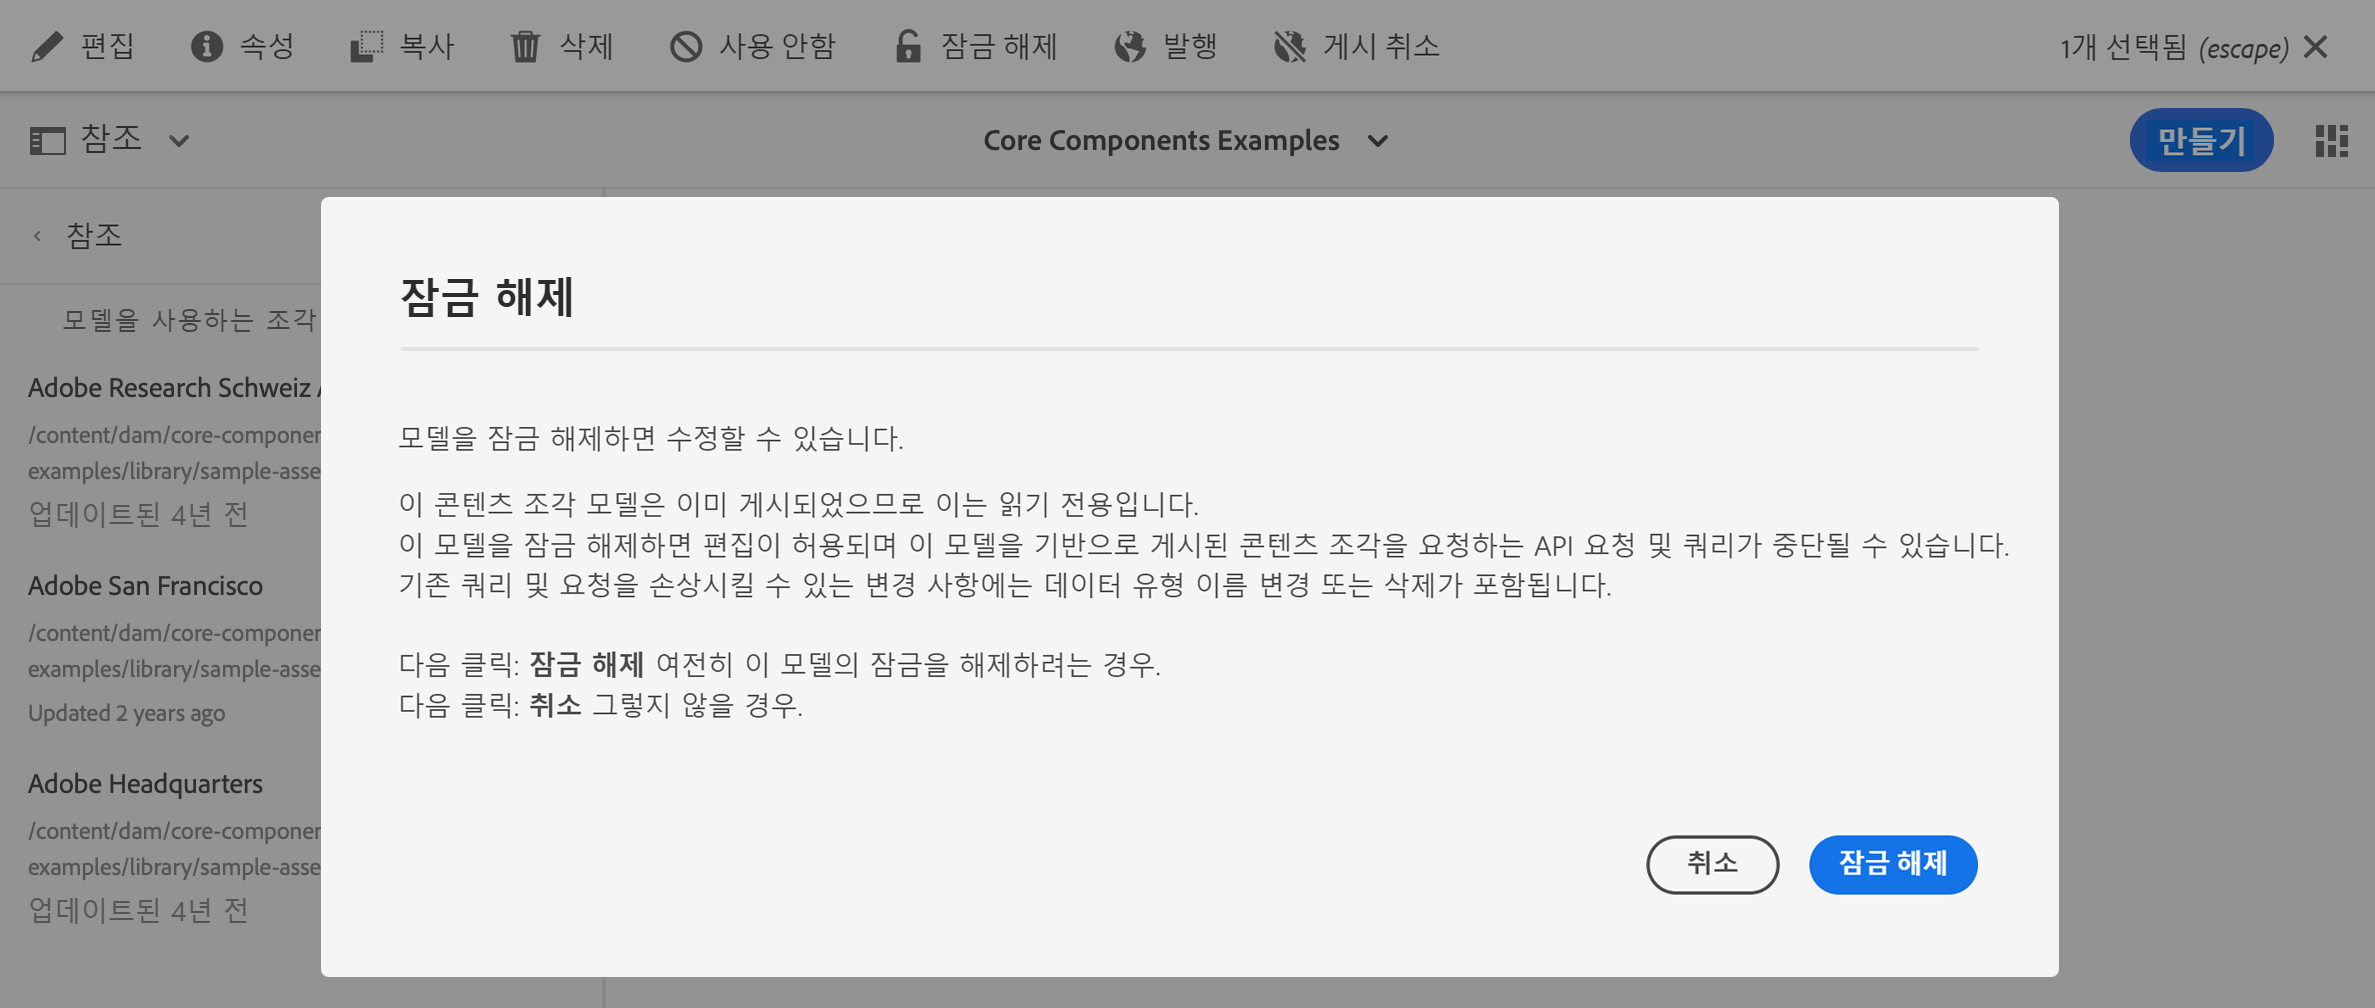 편집 속성 복사 삭제 사용 안함 잠금 해제 발행 게시 취소 1개 선택됨 (escape)
참조 Core Components Examples 만들기
참조
모델을 사용하는 조각
Adobe Research Schweiz
/content/dam/core-componen
examples/library/sample-asse
업데이트된 4년 전
Adobe San Francisco
/content/dam/core-componen
examples/library/sample-asse
Updated 2 years ago
Adobe Headquarters
/content/dam/core-componen
examples/library/sample-asse
업데이트된 4년 전
잠금 해제
모델을 잠금 해제하면 수정할 수 있습니다.
이 콘텐츠 조각 모델은 이미 게시되었으므로 이는 읽기 전용입니다.
이 모델을 잠금 해제하면 편집이 허용되며 이 모델을 기반으로 게시된 콘텐츠 조각을 요청하는 API 요청 및 쿼리가 중단될 수 있습니다.
기존 쿼리 및 요청을 손상시킬 수 있는 변경 사항에는 데이터 유형 이름 변경 또는 삭제가 포함됩니다.
다음 클릭: 잠금 해제 여전히 이 모델의 잠금을 해제하려는 경우.
다음 클릭: 취소 그렇지 않을 경우.
취소 잠금 해제